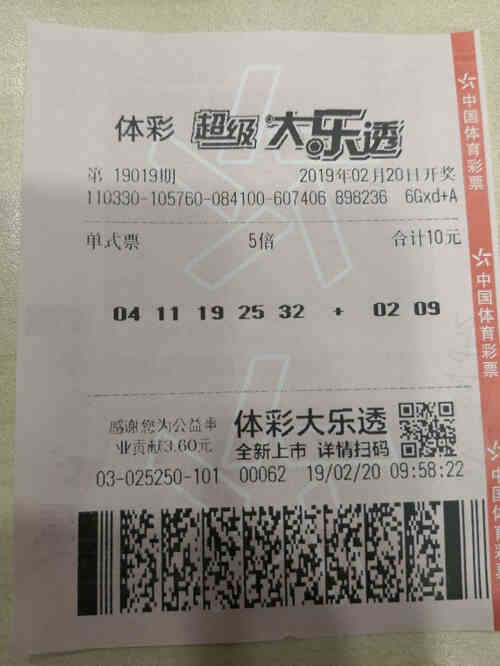 体彩 超级大乐透
第 19019期 2019年02月20日开奖
110330-105760-084100-607406 898236 6Gxd+A
单式票 5倍 合计10元
04 11 19 25 32 + 02 09
感谢您为公益事
业贡献3.60元
体彩大乐透
全新上市 详情扫码
03-025250-101 00062 19/02/20 09:58:22
中国体育彩票
中国体育彩票
中国体育彩票